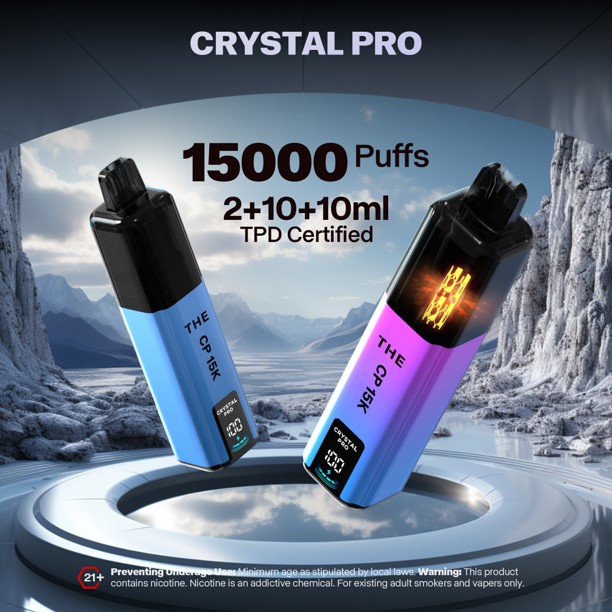 CRYSTAL PRO
15000 Puffs
2+10+10ml
TPD Certified
THE
CP 15K
CRYSTAL
PRO
100
THE
CP 15K
CRYSTAL
PRO
100
21+
Preventing Underage Use: Minimum age as stipulated by local laws. Warning: This product
contains nicotine. Nicotine is an addictive chemical. For existing adult smokers and vapers only.